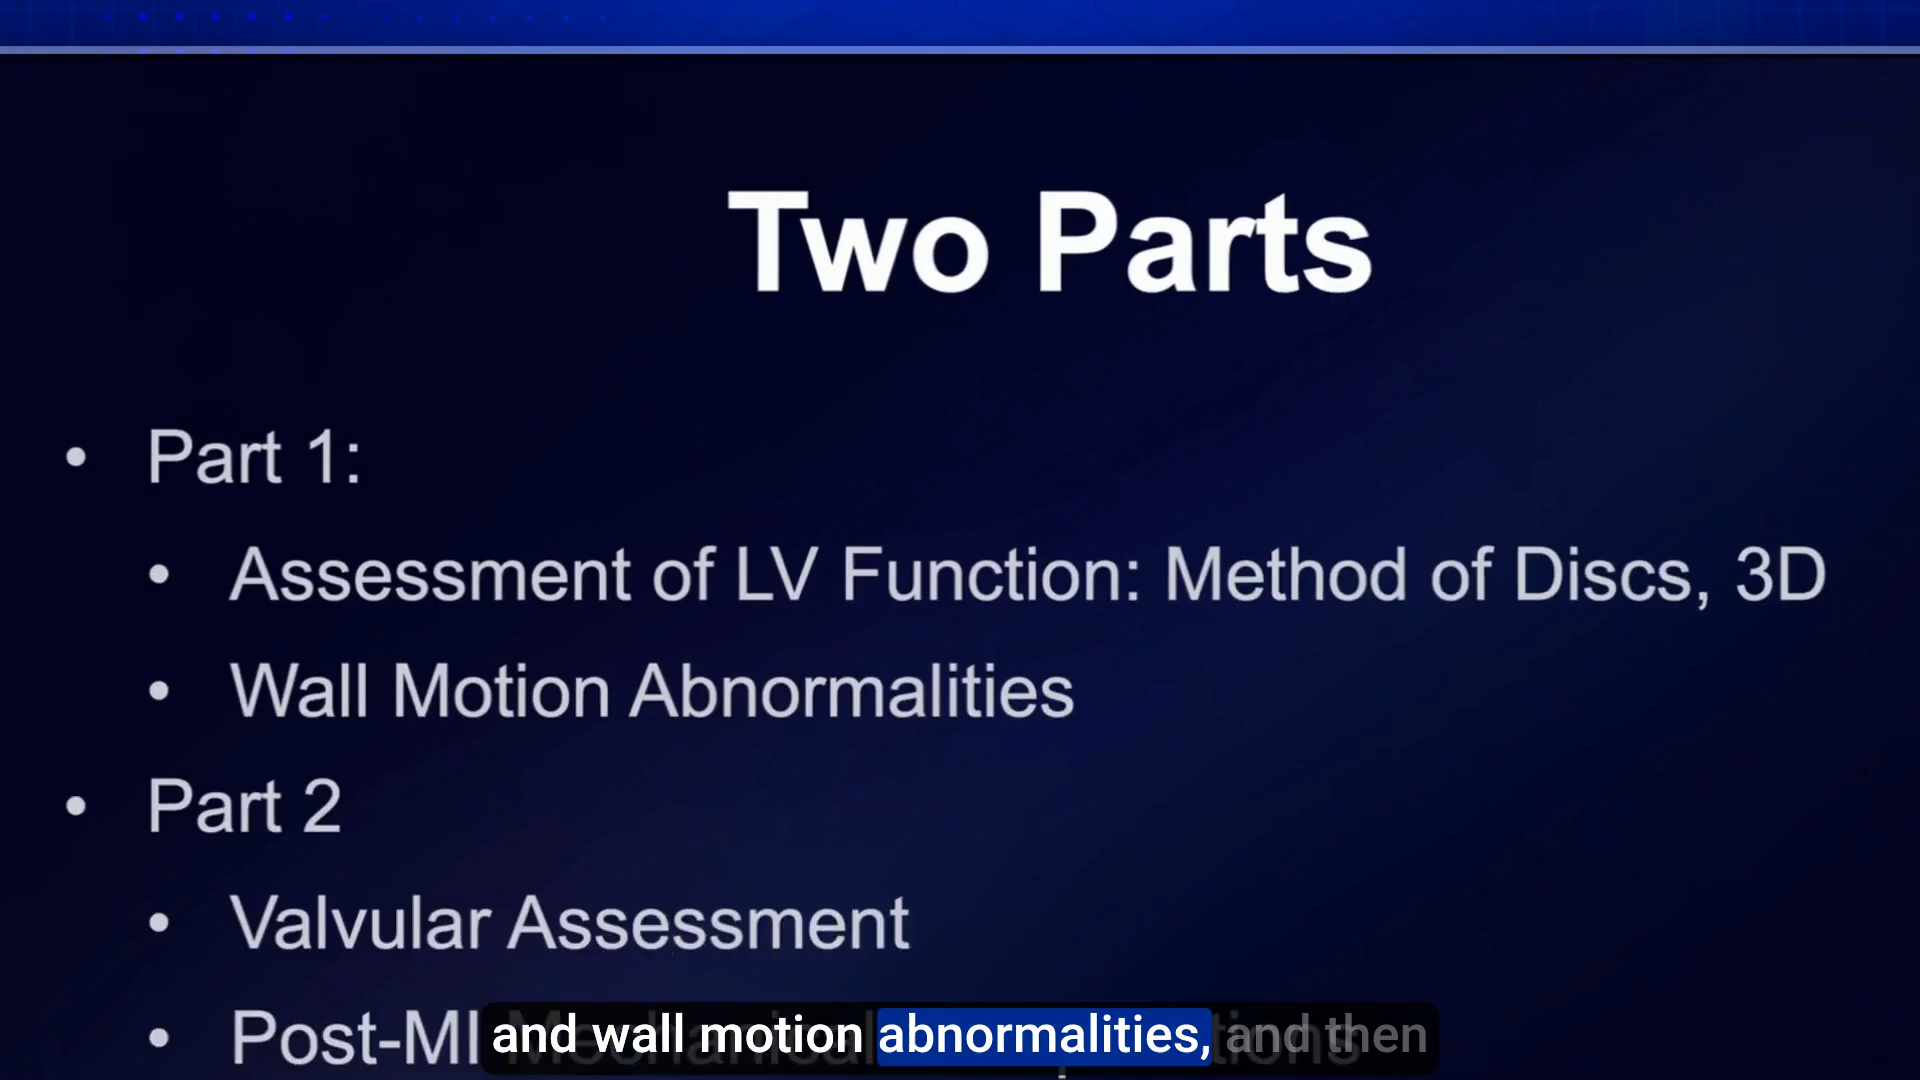 Two Parts
• Part 1:
• Assessment of LV Function: Method of Discs, 3D
• Wall Motion Abnormalities
• Part 2
• Valvular Assessment
• Post-MI Mechanical
and wall motion abnormalities, and then